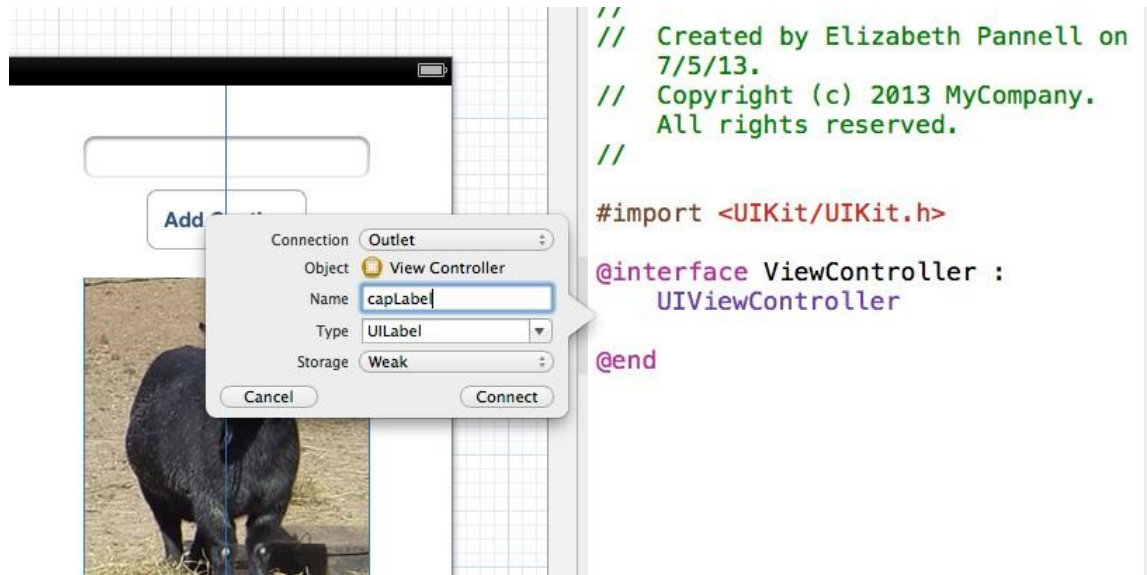 Add
Connection Outlet
Object View Controller
Name capLabel
Type UILabel
Storage Weak
Cancel Connect
//
// Created by Elizabeth Pannell on
7/5/13.
// Copyright (c) 2013 MyCompany.
All rights reserved.
//
#import <UIKit/UIKit.h>
@interface ViewController :
UIViewController
@end